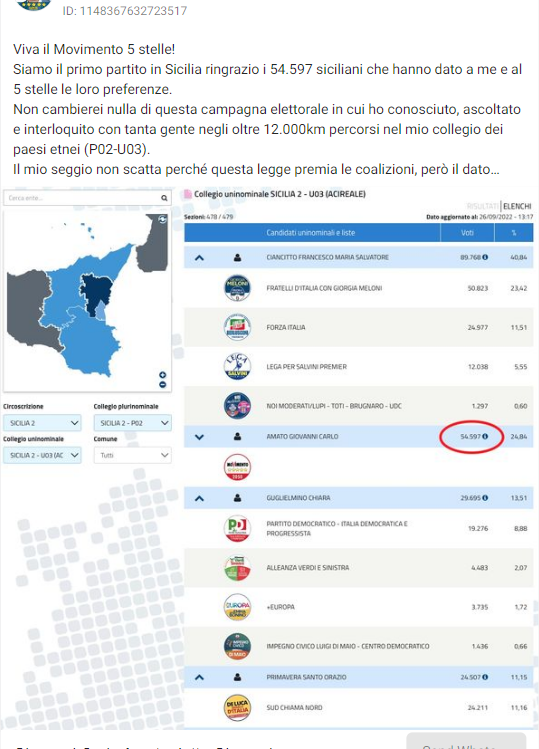 ID: 1148367632723517
Viva il Movimento 5 stelle!
Siamo il primo partito in Sicilia ringrazio i 54.597 siciliani che hanno dato a me e al
5 stelle le loro preferenze.
Non cambierei nulla di questa campagna elettorale in cui ho conosciuto, ascoltato
e interloquito con tanta gente negli oltre 12.000km percorsi nel mio collegio dei
paesi etnei (P02-U03).
Il mio seggio non scatta perché questa legge premia le coalizioni, però il dato…
Cerca ente...
Collegio uninominale SICILIA 2 - U03 (ACIREALE)
RISULTATI ELENCHI
Sezioni: 478 / 479
Dato aggiornato al: 26/09/2022 - 13:17
Candidati uninominali e liste Voti %
CIANCITTO FRANCESCO MARIA SALVATORE 89.768 40,84
FRATELLI D'ITALIA CON GIORGIA MELONI 50.823 23,42
FORZA ITALIA 24.977 11,51
LEGA PER SALVINI PREMIER 12.038 5,55
NOI MODERATI/LUPI - TOTI - BRUGNARO - UDC 1.297 0,60
Circoscrizione
Collegio plurinominale
SICILIA 2
SICILIA 2 - P02
Collegio uninominale
Comune
SICILIA 2 - U03 (AC
Tutti
AMATO GIOVANNI CARLO 54.597 24,84
GUGLIELMINO CHIARA 29.695 13,51
PARTITO DEMOCRATICO - ITALIA DEMOCRATICA E
PROGRESSISTA 19.276 8,88
ALLEANZA VERDI E SINISTRA 4.483 2,07
+EUROPA 3.735 1,72
IMPEGNO CIVICO LUIGI DI MAIO - CENTRO DEMOCRATICO 1.436 0,66
PRIMAVERA SANTO ORAZIO 24.507 11,15
SUD CHIAMA NORD 24.211 11,16
MELONI
LEGA
SALVINI
PD
EUROPA
DE LUCA